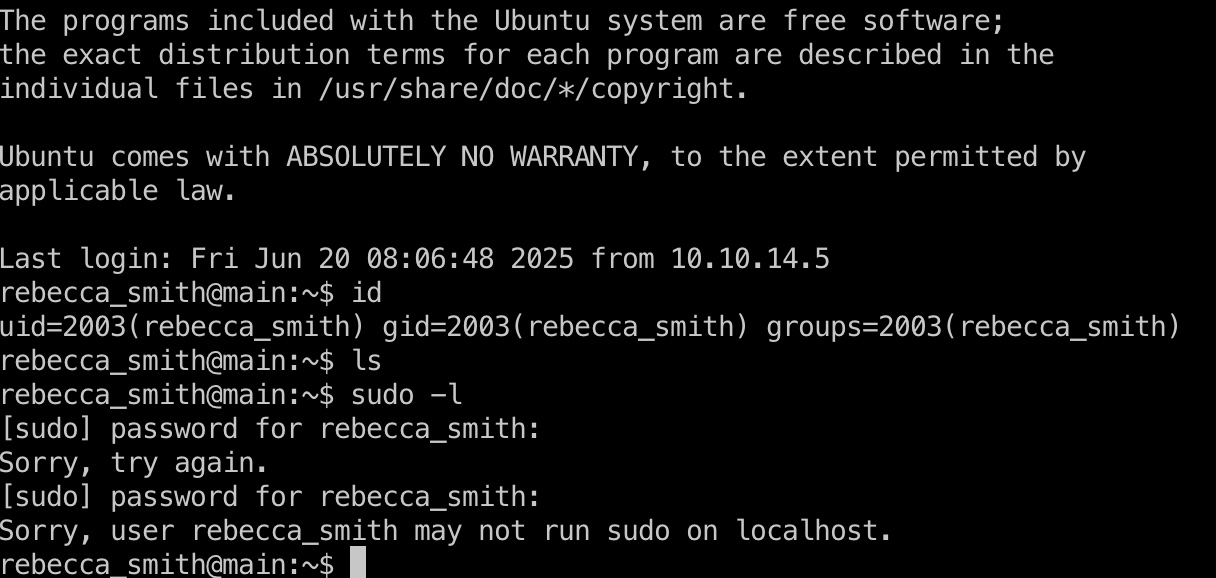 The programs included with the Ubuntu system are free software;
the exact distribution terms for each program are described in the
individual files in /usr/share/doc/*/copyright.

Ubuntu comes with ABSOLUTELY NO WARRANTY, to the extent permitted by
applicable law.

Last login: Fri Jun 20 08:06:48 2025 from 10.10.14.5
rebecca_smith@main:~$ id
uid=2003(rebecca_smith) gid=2003(rebecca_smith) groups=2003(rebecca_smith)
rebecca_smith@main:~$ ls
rebecca_smith@main:~$ sudo -l
[sudo] password for rebecca_smith:
Sorry, try again.
[sudo] password for rebecca_smith:
Sorry, user rebecca_smith may not run sudo on localhost.
rebecca_smith@main:~$